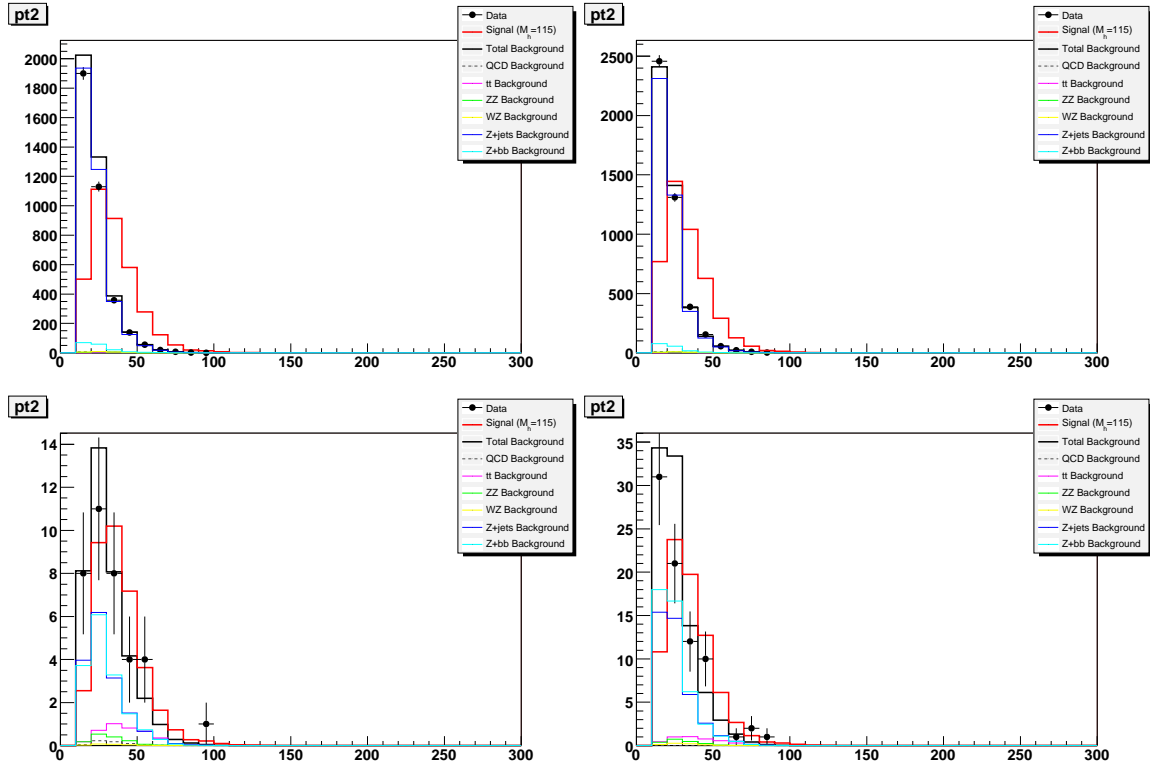 pt2
Data
Signal (M_h=115)
Total Background
QCD Background
tt Background
ZZ Background
WZ Background
Z+jets Background
Z+bb Background
2000
1800
1600
1400
1200
1000
800
600
400
200
0
0 50 100 150 200 250 300
pt2
Data
Signal (M_h=115)
Total Background
QCD Background
tt Background
ZZ Background
WZ Background
Z+jets Background
Z+bb Background
2500
2000
1500
1000
500
0
0 50 100 150 200 250 300
pt2
Data
Signal (M_h=115)
Total Background
QCD Background
tt Background
ZZ Background
WZ Background
Z+jets Background
Z+bb Background
14
12
10
8
6
4
2
0
0 50 100 150 200 250 300
pt2
Data
Signal (M_h=115)
Total Background
QCD Background
tt Background
ZZ Background
WZ Background
Z+jets Background
Z+bb Background
35
30
25
20
15
10
5
0
0 50 100 150 200 250 300